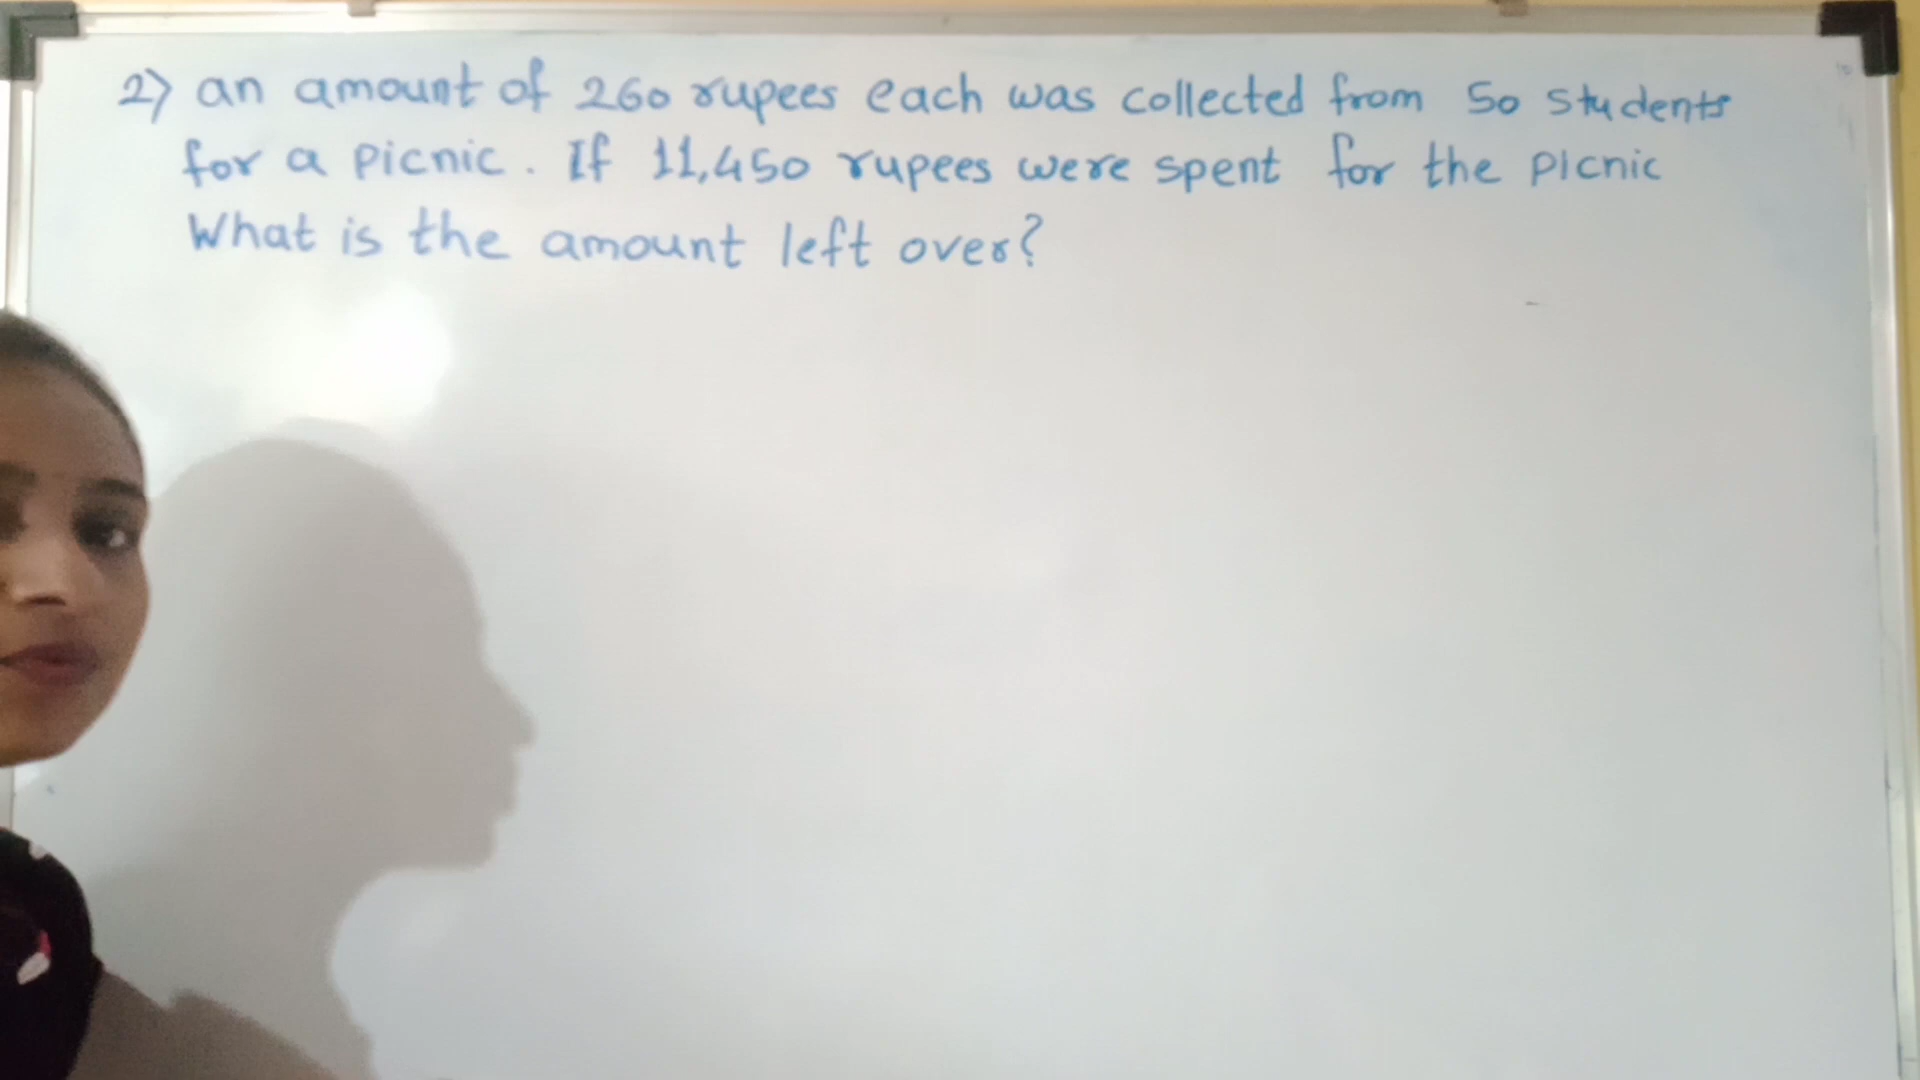 2) an amount of 260 rupees each was collected from 50 students
for a picnic. If 11,450 rupees were spent for the picnic
What is the amount left over?